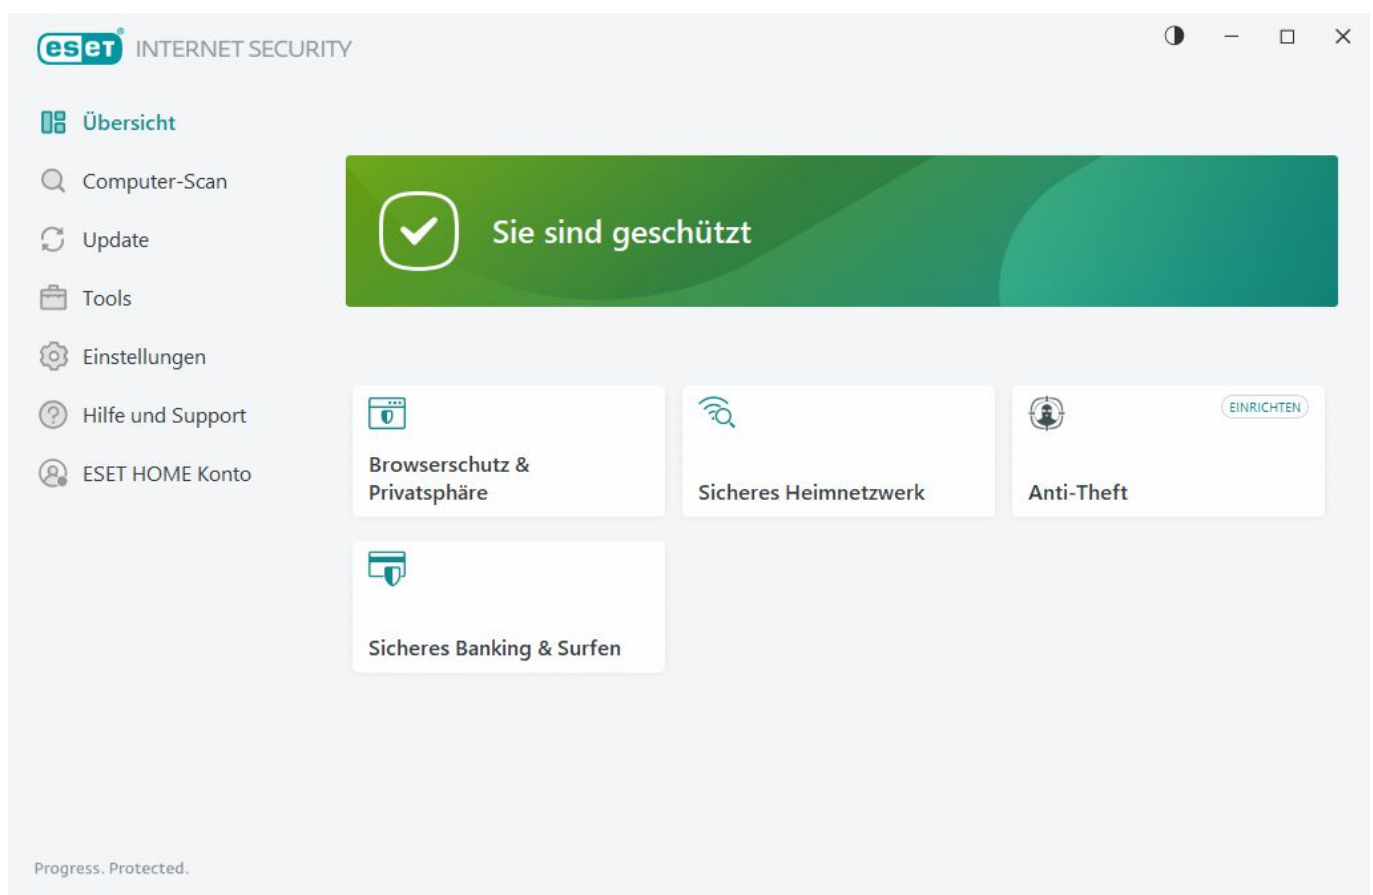 eseT® INTERNET SECURITY
Übersicht
Computer-Scan
Update
Tools
Einstellungen
Hilfe und Support
ESET HOME Konto
Sie sind geschützt
Browserschutz &
Privatsphäre
Sicheres Heimnetzwerk
EINRICHTEN
Anti-Theft
Sicheres Banking & Surfen
Progress. Protected.